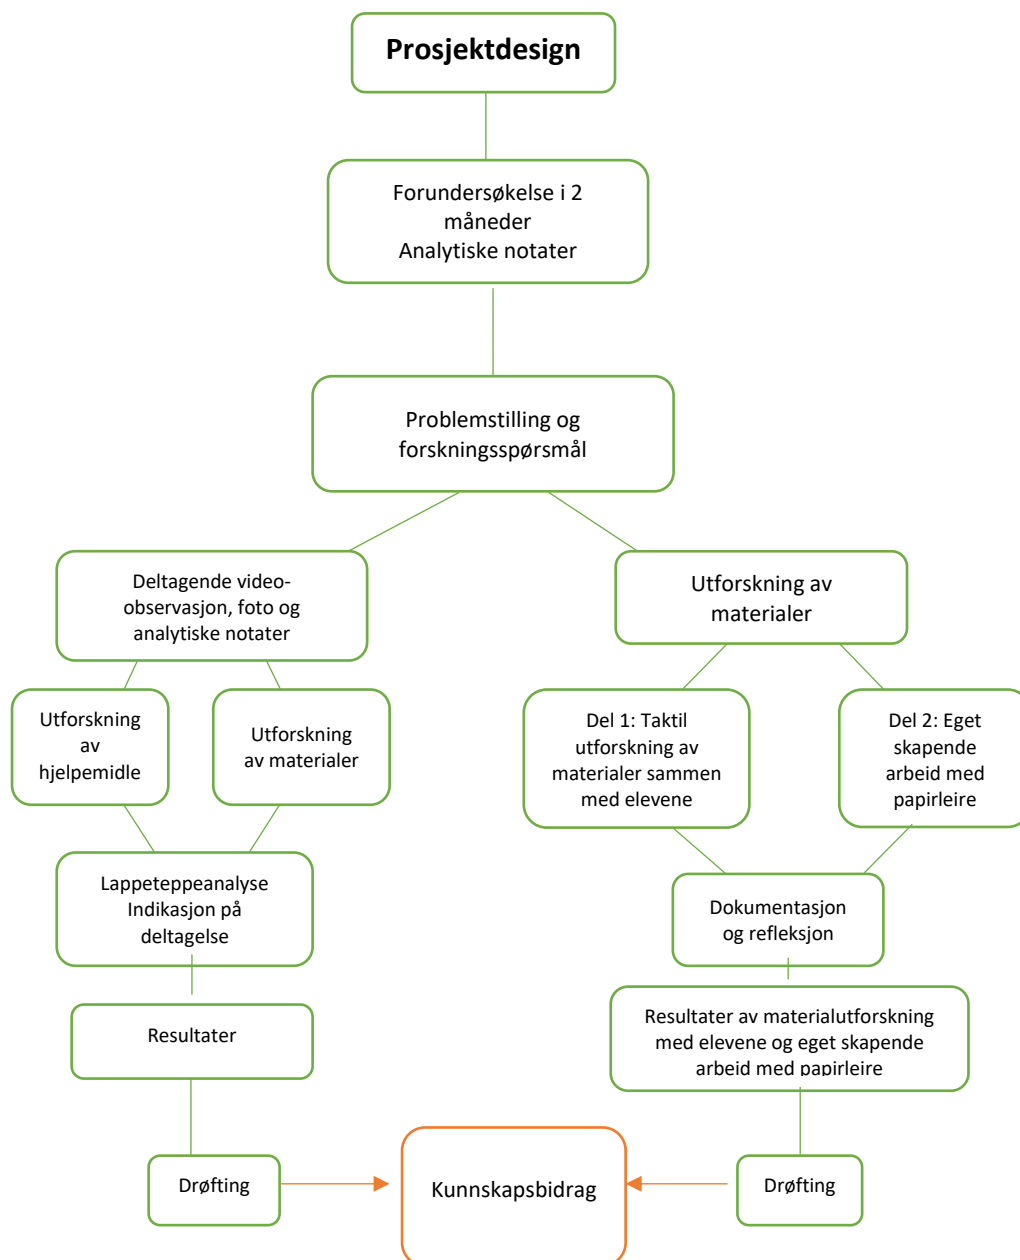 Prosjektdesign
Forundersøkelse i 2
måneder
Analytiske notater
Problemstilling og
forskningsspørsmål
Deltagende video-
observasjon, foto og
analytiske notater
Utforskning av
materialer
Utforskning
av
hjelpemidle
Utforskning
av materialer
Del 1: Taktil
utforskning av
materialer sammen
med elevene
Del 2: Eget
skapende
arbeid med
papirleire
Lappeteppeanalyse
Indikasjon på
deltagelse
Dokumentasjon
og refleksjon
Resultater
Resultater av materialutforskning
med elevene og eget skapende
arbeid med papirleire
Drøfting
Kunnskapsbidrag
Drøfting